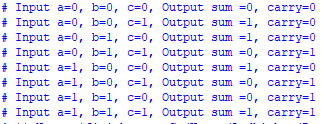 # Input a=0, b=0, c=0, Output sum =0, carry=0
# Input a=0, b=0, c=1, Output sum =1, carry=0
# Input a=0, b=1, c=0, Output sum =1, carry=0
# Input a=0, b=1, c=1, Output sum =0, carry=1
# Input a=1, b=0, c=0, Output sum =1, carry=0
# Input a=1, b=0, c=1, Output sum =0, carry=1
# Input a=1, b=1, c=0, Output sum =0, carry=1
# Input a=1, b=1, c=1, Output sum =1, carry=1